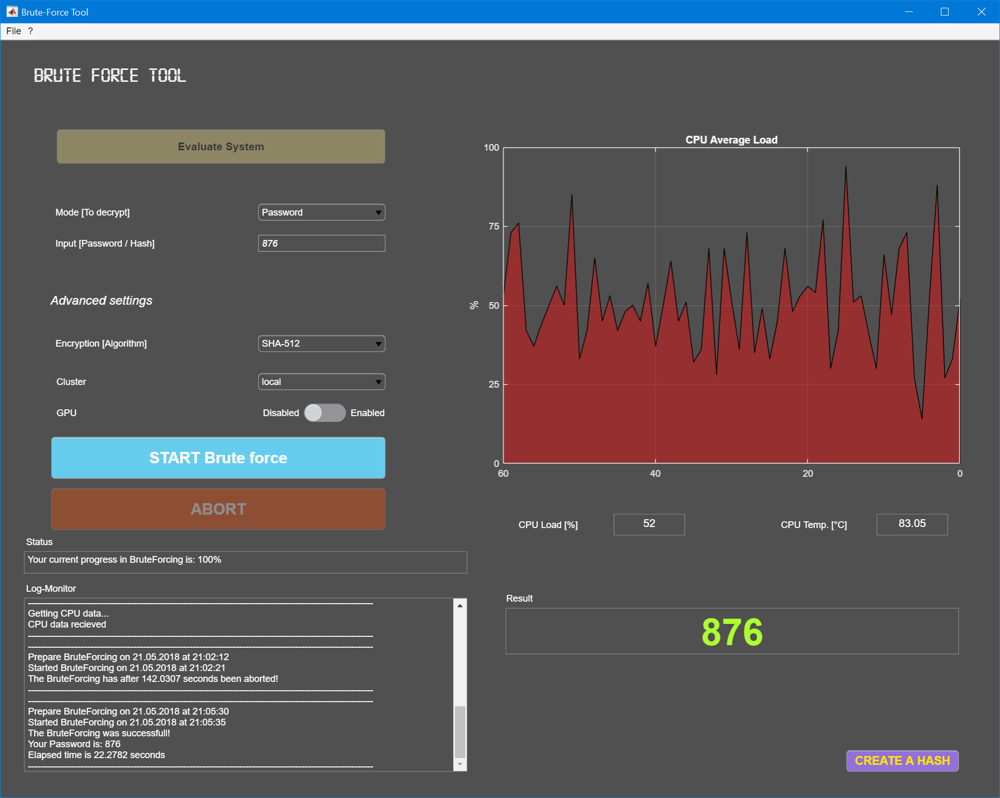 Brute-Force Tool
File ?
BRUTE FORCE TOOL
Evaluate System
Mode [To decrypt] Password
Input [Password / Hash] 876
Advanced settings
Encryption [Algorithm] SHA-512
Cluster local
GPU Disabled Enabled
START Brute force
ABORT
Status
Your current progress in BruteForcing is: 100%
Log-Monitor
Getting CPU data...
CPU data recieved
Prepare BruteForcing on 21.05.2018 at 21:02:12
Started BruteForcing on 21.05.2018 at 21:02:21
The BruteForcing has after 142.0307 seconds been aborted!
Prepare BruteForcing on 21.05.2018 at 21:05:30
Started BruteForcing on 21.05.2018 at 21:05:35
The BruteForcing was successfull!
Your Password is: 876
Elapsed time is 22.2782 seconds
CPU Average Load
100
75
50
25
0
%
60 40 20 0
CPU Load [%] 52 CPU Temp. [°C] 83.05
Result
876
CREATE A HASH